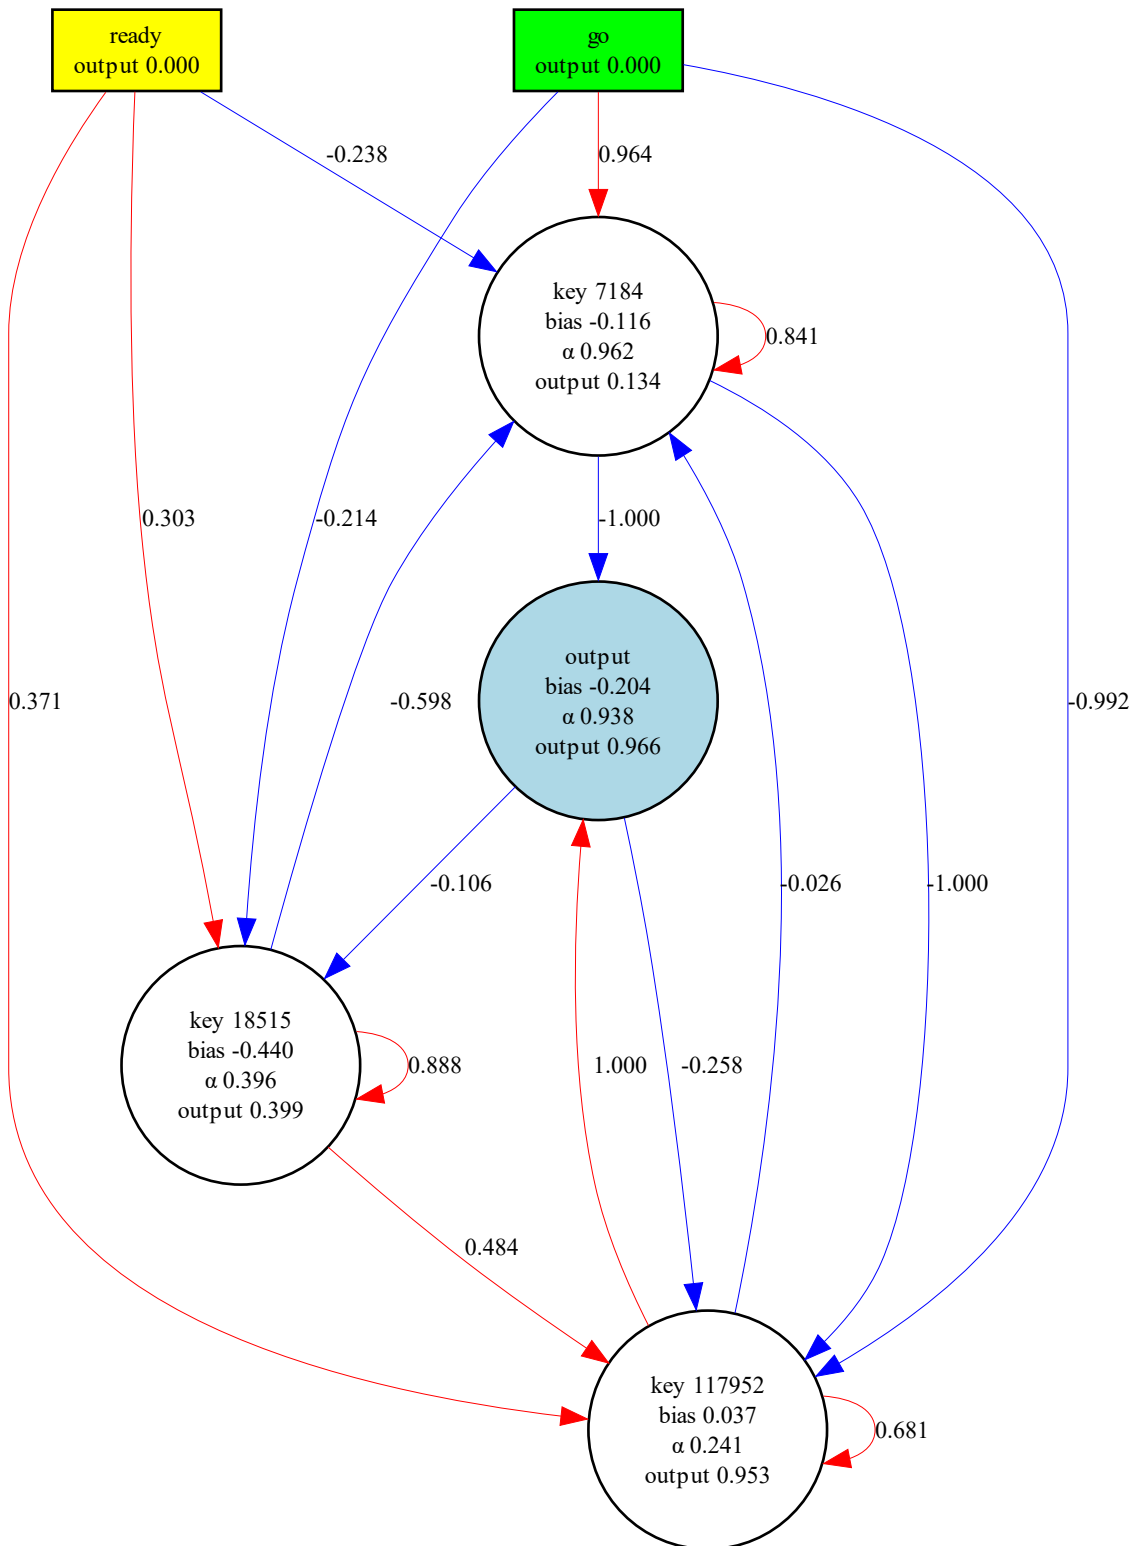 ready
output 0.000
go
output 0.000
-0.238
0.964
key 7184
bias -0.116
α 0.962
output 0.134
0.841
0.303
-0.214
-1.000
output
bias -0.204
α 0.938
output 0.966
0.371
-0.598
-0.992
-0.106
-0.026
-1.000
key 18515
bias -0.440
α 0.396
output 0.399
0.888
1.000
-0.258
0.484
key 117952
bias 0.037
α 0.241
output 0.953
0.681